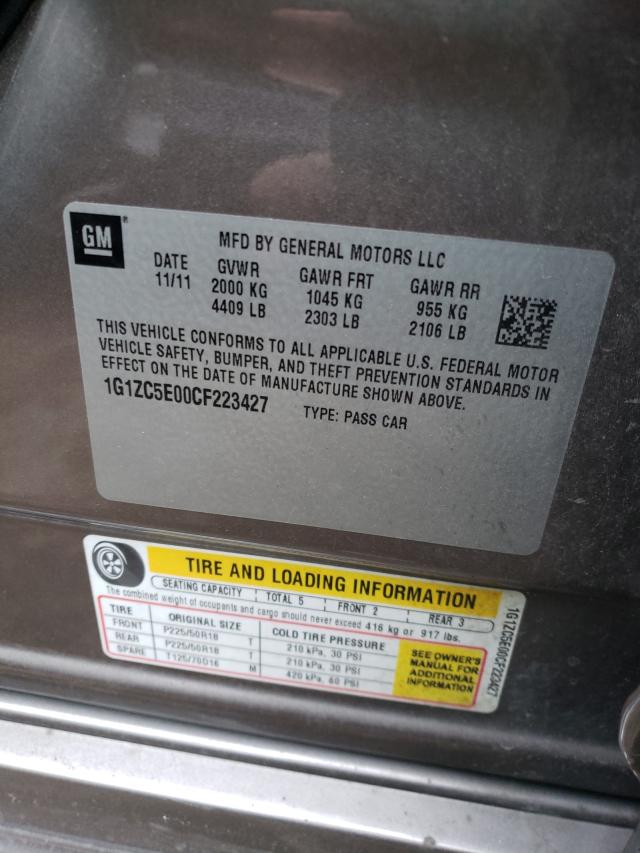 GM
MFD BY GENERAL MOTORS LLC
DATE GVWR GAWR FRT GAWR RR
11/11 2000 KG 1045 KG 955 KG
4409 LB 2303 LB 2106 LB
THIS VEHICLE CONFORMS TO ALL APPLICABLE U.S. FEDERAL MOTOR
VEHICLE SAFETY, BUMPER, AND THEFT PREVENTION STANDARDS IN
EFFECT ON THE DATE OF MANUFACTURE SHOWN ABOVE.
1G1ZC5E00CF223427 TYPE: PASS CAR
TIRE AND LOADING INFORMATION
SEATING CAPACITY TOTAL 5 FRONT 2 REAR 3
The combined weight of occupants and cargo should never exceed 416 kg or 917 lbs.
TIRE ORIGINAL SIZE COLD TIRE PRESSURE
FRONT P225/50R18 T 210 kPa, 30 PSI
REAR P225/50R18 T 210 kPa, 30 PSI
SPARE T125/70D16 M 420 kPa, 60 PSI
SEE OWNER'S
MANUAL FOR
ADDITIONAL
INFORMATION
1G1ZC5E00CF223427